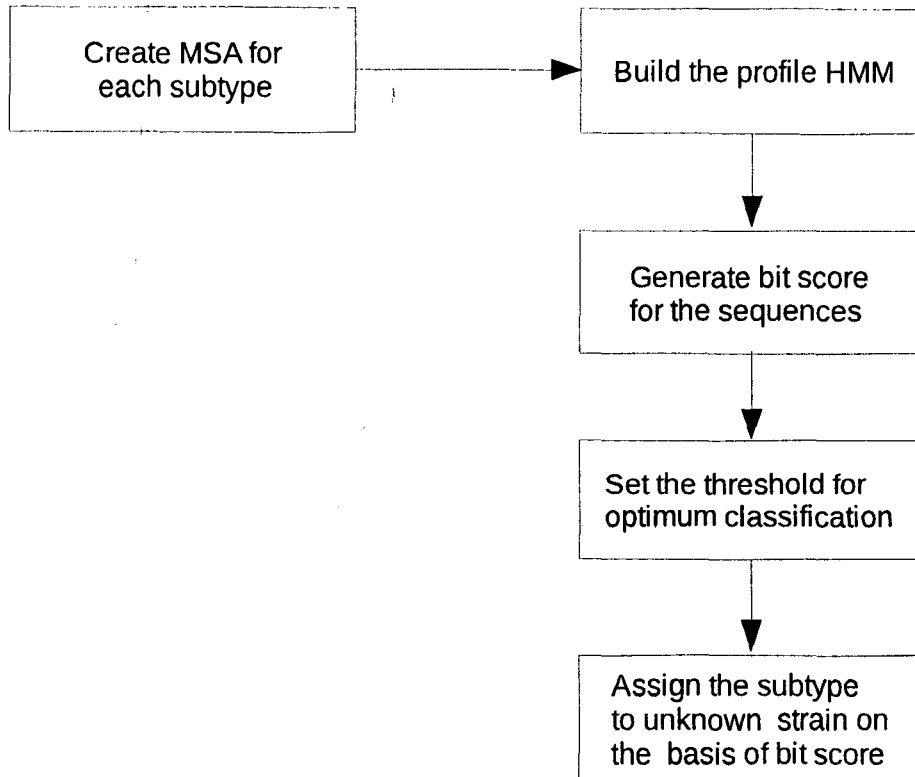 Create MSA for
each subtype
Build the profile HMM
Generate bit score
for the sequences
Set the threshold for
optimum classification
Assign the subtype
to unknown strain on
the basis of bit score